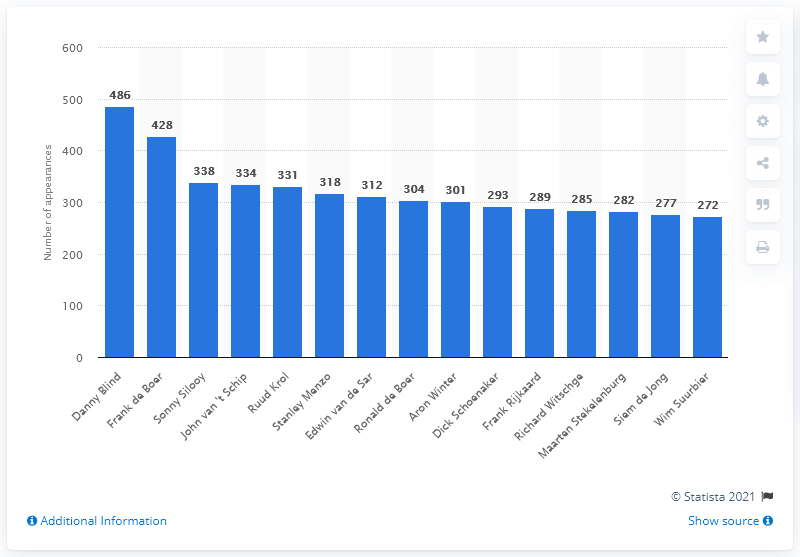 600
500
400
300
200
100
0
Number of appearances
486
428
338
334
331
318
312
304
301
293
289
285
282
277
272
Danny Blind
Frank de Boer
Sonny Silooy
John van 't Schip
Ruud Krol
Stanley Menzo
Edwin van de Sar
Ronald de Boer
Aron Winter
Dick Schoenaker
Frank Rijkaard
Richard Witschge
Maarten Stekelenburg
Siem de Jong
Wim Suurbier
© Statista 2021
Additional Information
Show source